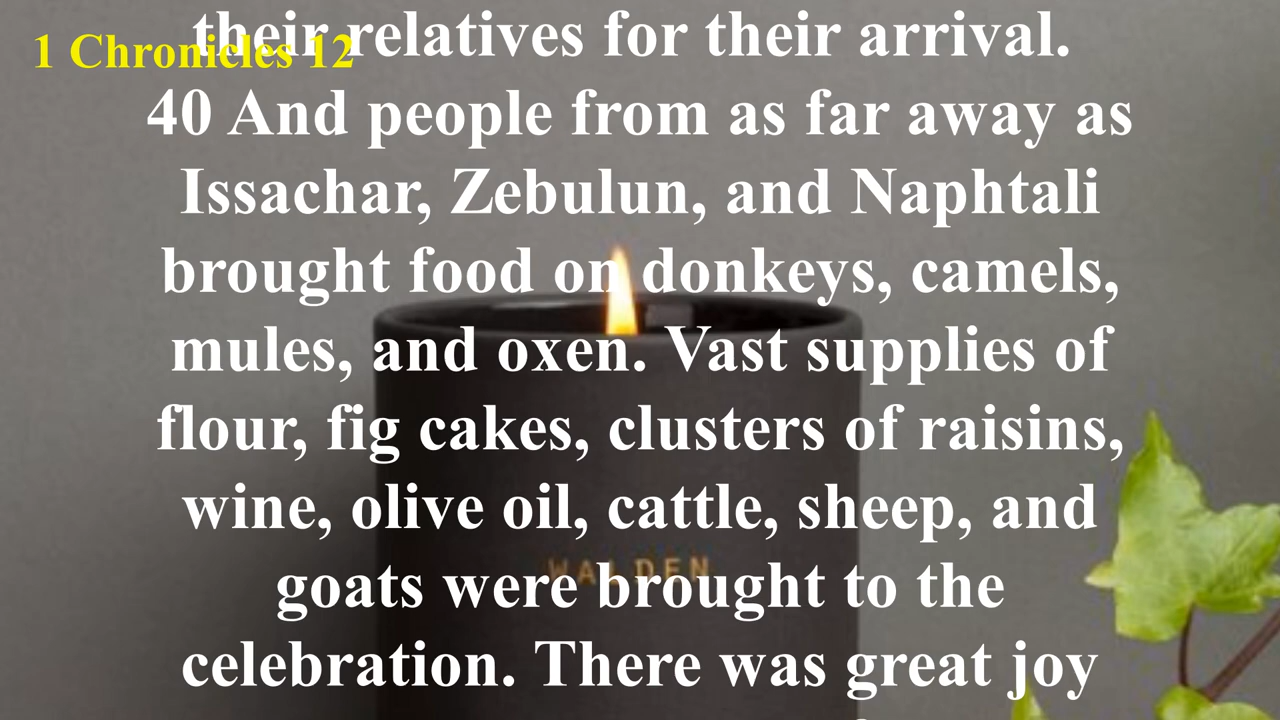 their relatives for their arrival.
1 Chronicles 12
40 And people from as far away as
Issachar, Zebulun, and Naphtali
brought food on donkeys, camels,
mules, and oxen. Vast supplies of
flour, fig cakes, clusters of raisins,
wine, olive oil, cattle, sheep, and
WALDEN
goats were brought to the
celebration. There was great joy